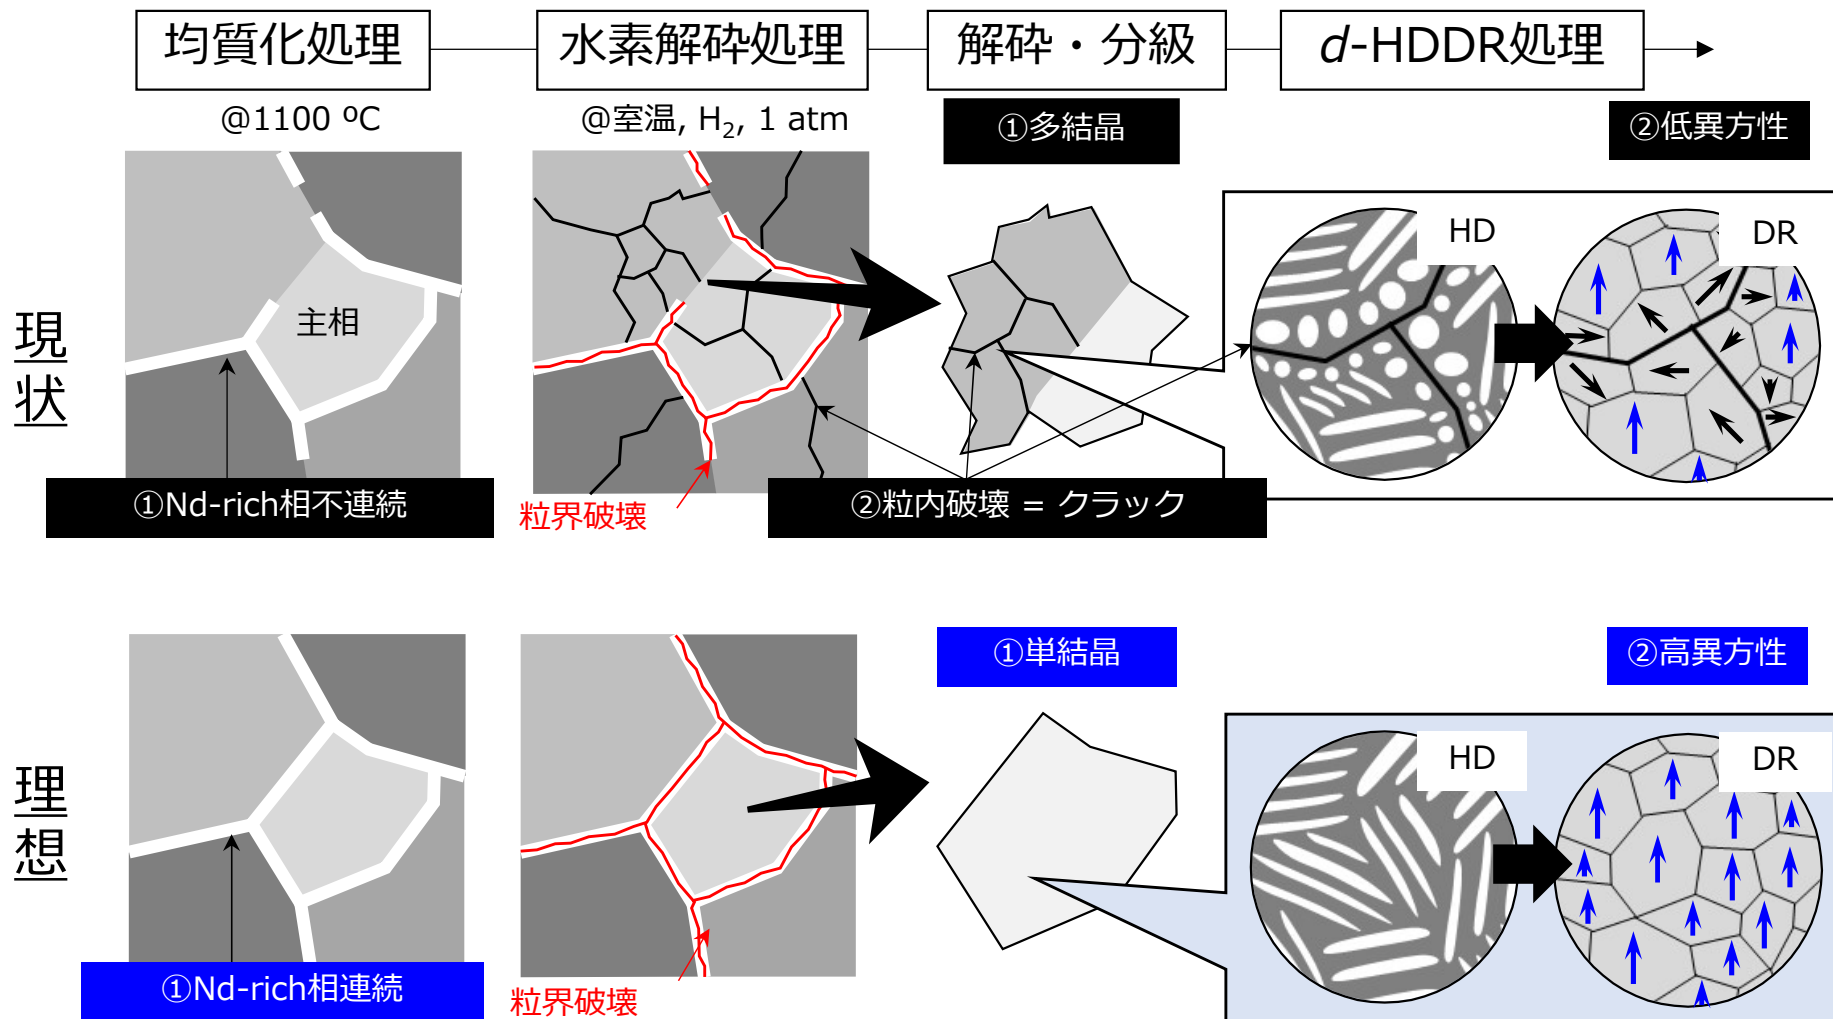 均質化処理
水素解砕処理
解砕・分級
d-HDDR処理
@1100 ºC
@室温, H₂, 1 atm
①多結晶
②低異方性
現状
主相
HD
DR
①Nd-rich相不連続
粒界破壊
②粒内破壊 = クラック
理想
①単結晶
②高異方性
HD
DR
①Nd-rich相連続
粒界破壊